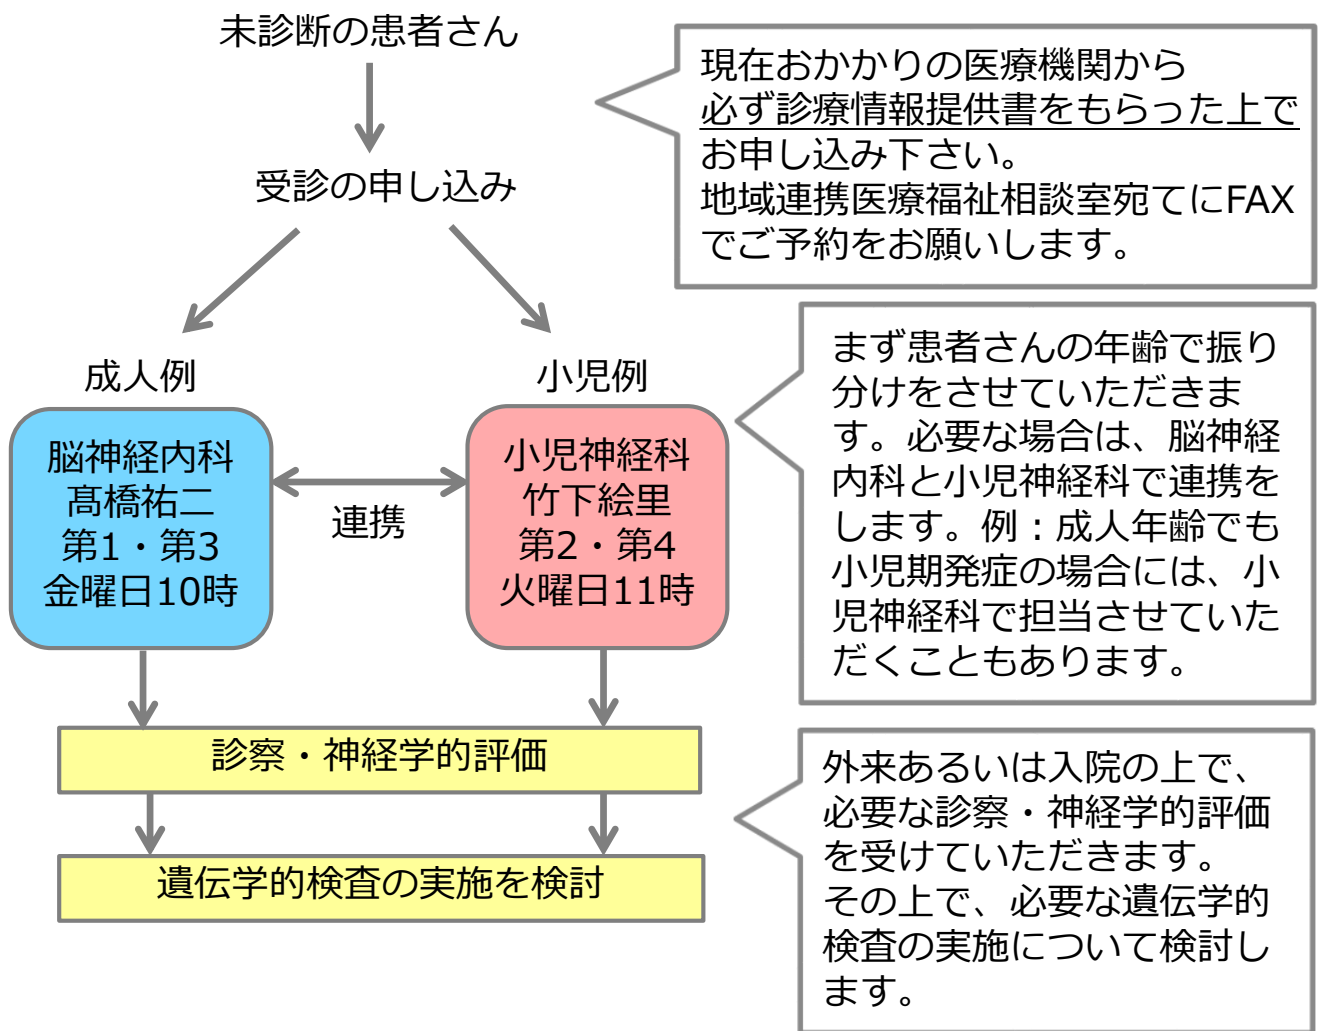 未診断の患者さん
現在おかかりの医療機関から
必ず診療情報提供書をもらった上で
お申し込み下さい。
地域連携医療福祉相談室宛てにFAX
でご予約をお願いします。
受診の申し込み
成人例
小児例
脳神経内科
髙橋祐二
第1・第3
金曜日10時
連携
小児神経科
竹下絵里
第2・第4
火曜日11時
まず患者さんの年齢で振り
分けをさせていただきま
す。必要な場合は、脳神経
内科と小児神経科で連携を
します。例：成人年齢でも
小児期発症の場合には、小
児神経科で担当させていた
だくこともあります。
診察・神経学的評価
遺伝学的検査の実施を検討
外来あるいは入院の上で、
必要な診察・神経学的評価
を受けていただきます。
その上で、必要な遺伝学的
検査の実施について検討し
ます。